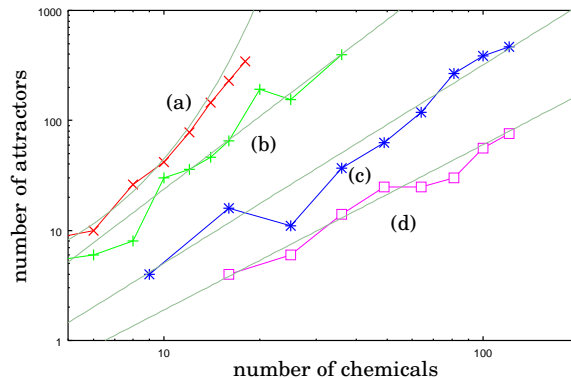 1000
100
10
1
10
100
number of attractors
number of chemicals
(a)
(b)
(c)
(d)